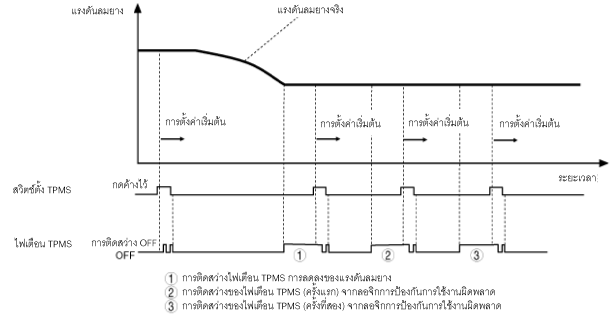 แรงดันลมยาง
แรงดันลมยางจริง
การตั้งค่าเริ่มต้น
การตั้งค่าเริ่มต้น
การตั้งค่าเริ่มต้น
การตั้งค่าเริ่มต้น
ระยะเวลา
สวิตช์ตั้ง TPMS
กดค้างไว้
ไฟเตือน TPMS
การติดสว่าง OFF
OFF
1
2
3
1 การติดสว่างไฟเตือน TPMS การลดลงของแรงดันลมยาง
2 การติดสว่างของไฟเตือน TPMS (ครั้งแรก) จากลอจิกการป้องกันการใช้งานผิดพลาด
3 การติดสว่างของไฟเตือน TPMS (ครั้งที่สอง) จากลอจิกการป้องกันการใช้งานผิดพลาด